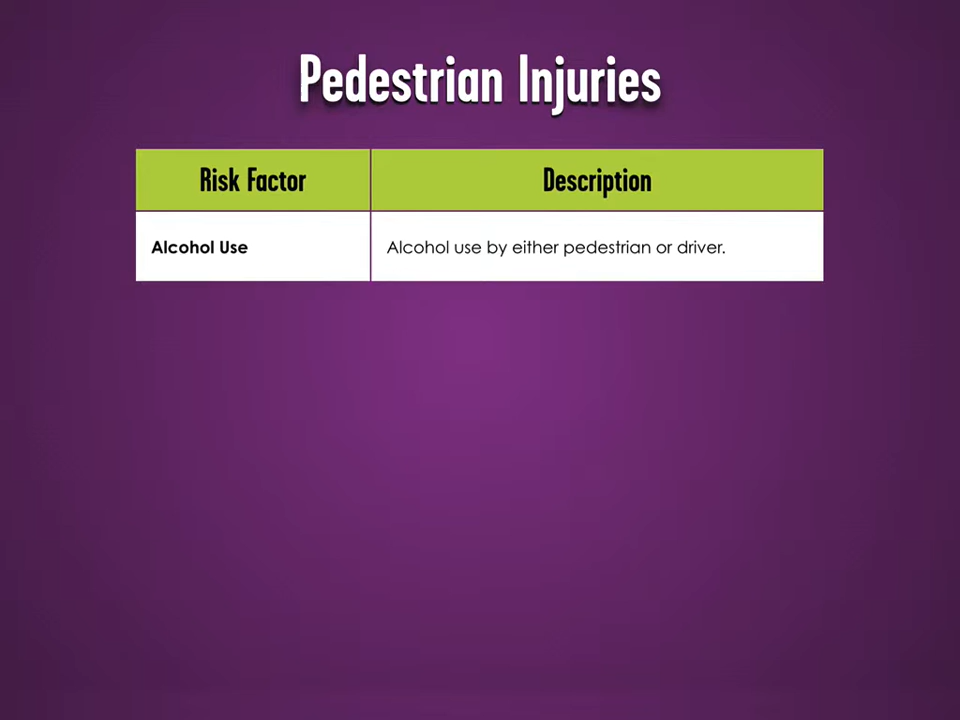 Pedestrian Injuries
Risk Factor
Description
Alcohol Use
Alcohol use by either pedestrian or driver.